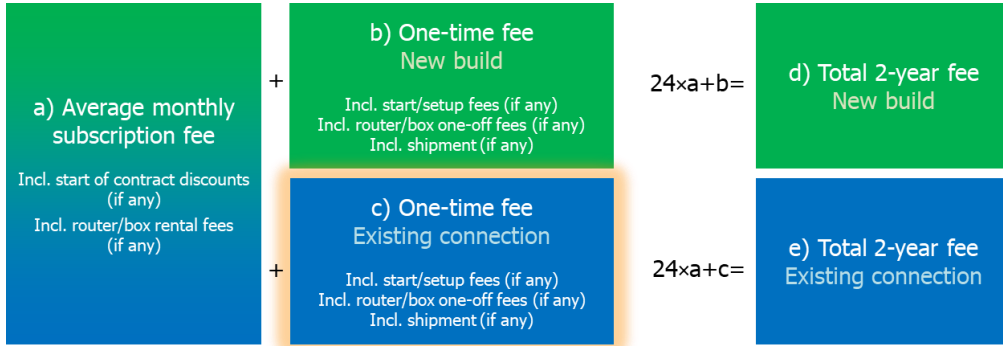 a) Average monthly
subscription fee
Incl. start of contract discounts
(if any)
Incl. router/box rental fees
(if any)
+
b) One-time fee
New build
Incl. start/setup fees (if any)
Incl. router/box one-off fees (if any)
Incl. shipment (if any)
24×a+b=
d) Total 2-year fee
New build
+
c) One-time fee
Existing connection
Incl. start/setup fees (if any)
Incl. router/box one-off fees (if any)
Incl. shipment (if any)
24×a+c=
e) Total 2-year fee
Existing connection